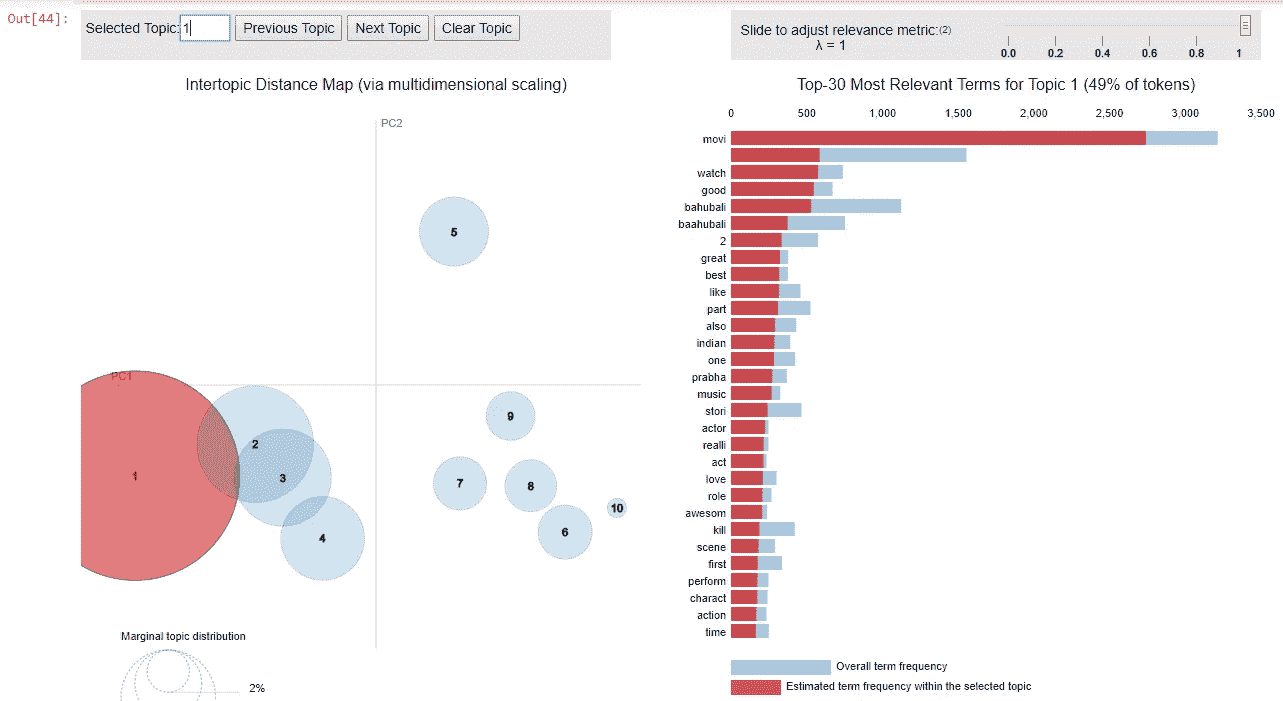 Out[44]:
Selected Topic: 1 Previous Topic Next Topic Clear Topic
Slide to adjust relevance metric:(2)
λ = 1
0.0 0.2 0.4 0.6 0.8 1
Intertopic Distance Map (via multidimensional scaling)
PC2
PC1
5
9
2
1
3
7
8
10
6
4
Marginal topic distribution
2%
Top-30 Most Relevant Terms for Topic 1 (49% of tokens)
0 500 1,000 1,500 2,000 2,500 3,000 3,500
movi
watch
good
bahubali
baahubali
2
great
best
like
part
also
indian
one
prabha
music
stori
actor
realli
act
love
role
awesom
kill
scene
first
perform
charact
action
time
Overall term frequency
Estimated term frequency within the selected topic